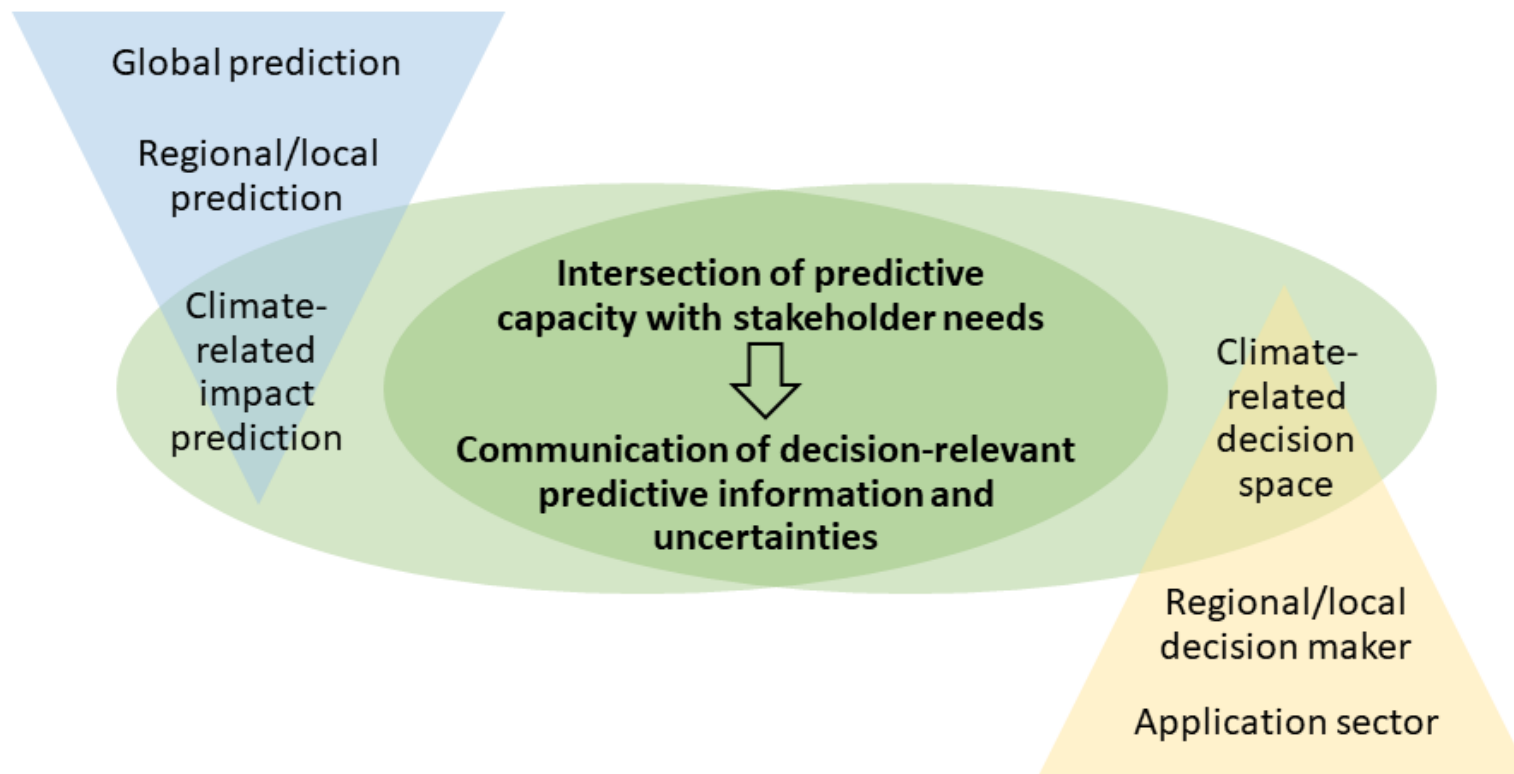 Global prediction
Regional/local
prediction
Climate-
related
impact
prediction
Intersection of predictive
capacity with stakeholder needs
Communication of decision-relevant
predictive information and
uncertainties
Climate-
related
decision
space
Regional/local
decision maker
Application sector